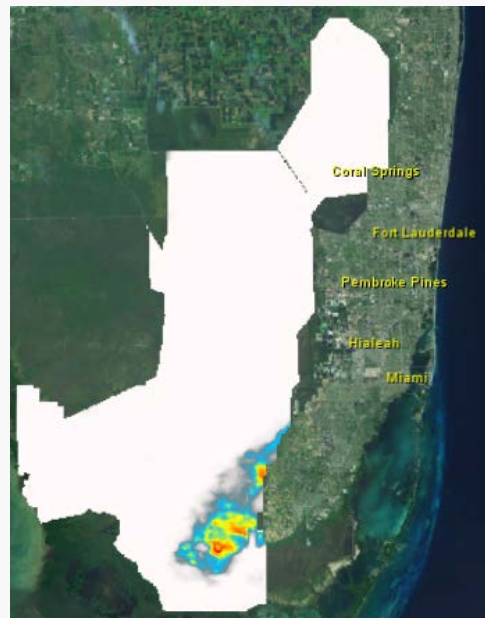 Coral Springs
Fort Lauderdale
Pembroke Pines
Hialeah
Miami